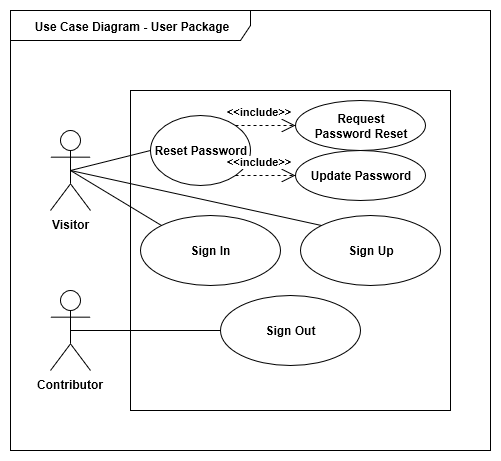 Use Case Diagram - User Package
<<include>>
Request
Password Reset
Reset Password
<<include>>
Update Password
Visitor
Sign In
Sign Up
Sign Out
Contributor